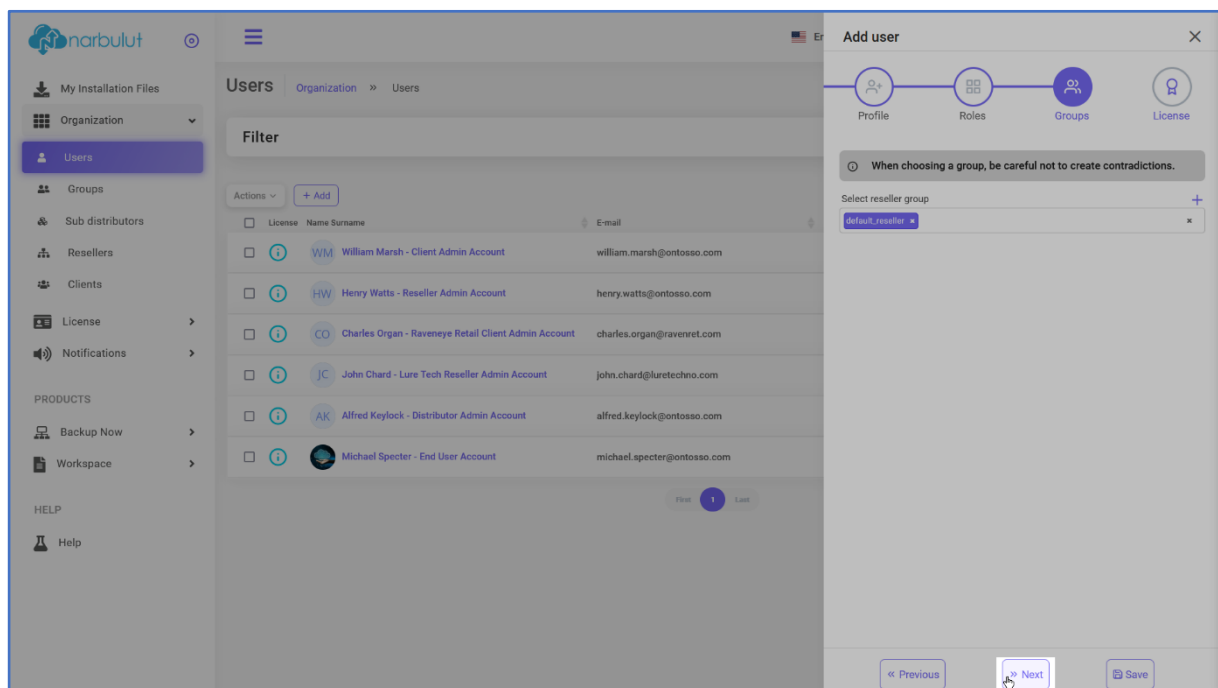 narbulut
My Installation Files
Organization
Users
Groups
Sub distributors
Resellers
Clients
License
Notifications
PRODUCTS
Backup Now
Workspace
HELP
Help
Users Organization » Users
Filter
Actions + Add
License Name Surname E-mail
WM William Marsh - Client Admin Account william.marsh@ontosso.com
HW Henry Watts - Reseller Admin Account henry.watts@ontosso.com
CO Charles Organ - Raveneye Retail Client Admin Account charles.organ@ravenret.com
JC John Chard - Lure Tech Reseller Admin Account john.chard@luretechno.com
AK Alfred Keylock - Distributor Admin Account alfred.keylock@ontosso.com
Michael Specter - End User Account michael.specter@ontosso.com
First 1 Last
Add user
Profile Roles Groups License
When choosing a group, be careful not to create contradictions.
Select reseller group
default_reseller
« Previous » Next Save